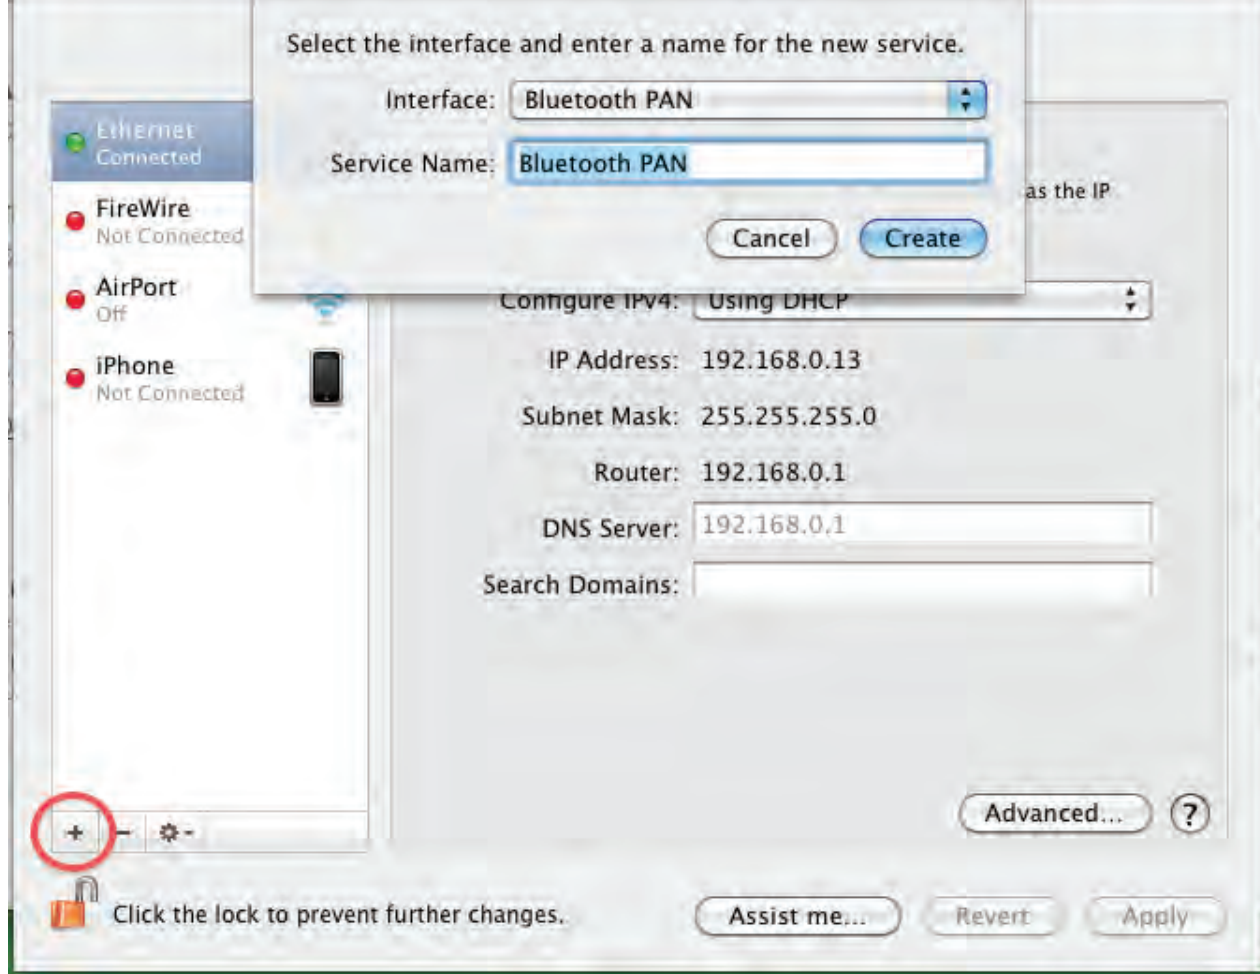 Select the interface and enter a name for the new service.
Interface: Bluetooth PAN
Service Name: Bluetooth PAN
Cancel Create
Ethernet
Connected
FireWire
Not Connected
AirPort
Off
iPhone
Not Connected
as the IP
Configure IPv4: Using DHCP
IP Address: 192.168.0.13
Subnet Mask: 255.255.255.0
Router: 192.168.0.1
DNS Server: 192.168.0.1
Search Domains:
+ − 
Advanced... ?
Click the lock to prevent further changes.
Assist me... Revert Apply